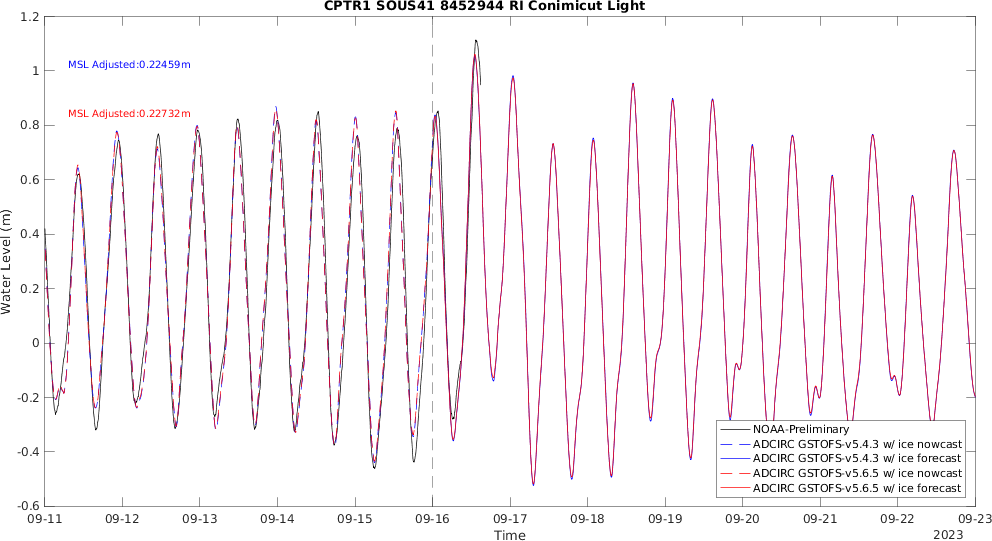 CPTR1 SOUS41 8452944 RI Conimicut Light
1.2
1
0.8
0.6
0.4
0.2
0
-0.2
-0.4
-0.6
Water Level (m)
MSL Adjusted:0.22459m
MSL Adjusted:0.22732m
NOAA-Preliminary
ADCIRC GSTOFS-v5.4.3 w/ ice nowcast
ADCIRC GSTOFS-v5.4.3 w/ ice forecast
ADCIRC GSTOFS-v5.6.5 w/ ice nowcast
ADCIRC GSTOFS-v5.6.5 w/ ice forecast
09-11 09-12 09-13 09-14 09-15 09-16 09-17 09-18 09-19 09-20 09-21 09-22 09-23
Time
2023